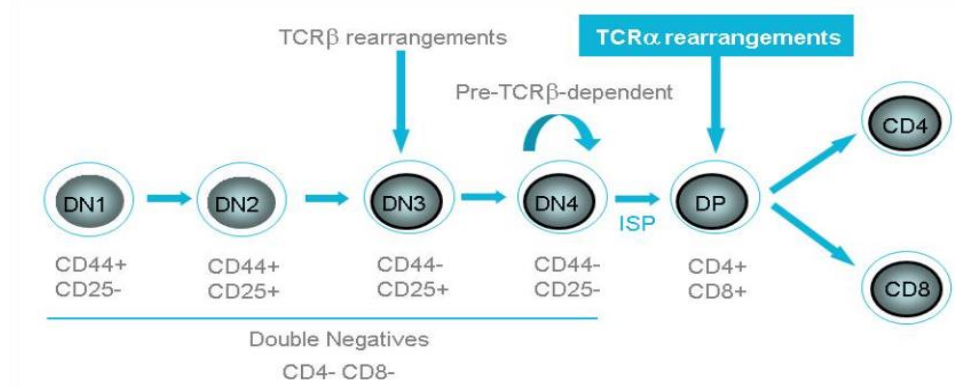 TCRβ rearrangements
TCRα rearrangements
Pre-TCRβ-dependent
CD4
DN1
DN2
DN3
DN4
ISP
DP
CD44+
CD25-
CD44+
CD25+
CD44-
CD25+
CD44-
CD25-
CD4+
CD8+
CD8
Double Negatives
CD4- CD8-